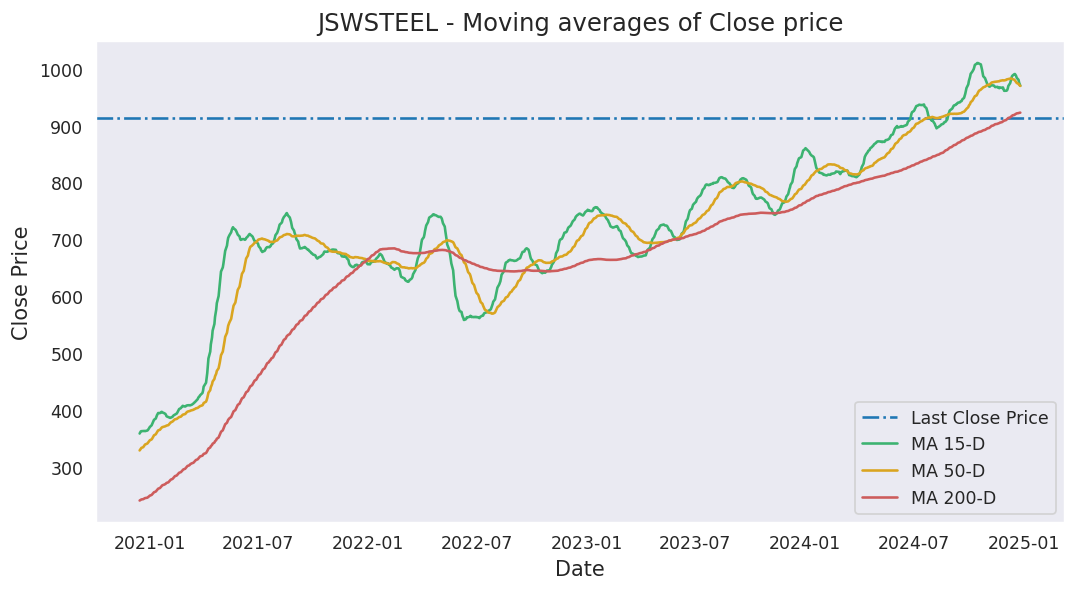 JSWSTEEL - Moving averages of Close price
Close Price
1000
900
800
700
600
500
400
300
Last Close Price
MA 15-D
MA 50-D
MA 200-D
2021-01 2021-07 2022-01 2022-07 2023-01 2023-07 2024-01 2024-07 2025-01
Date